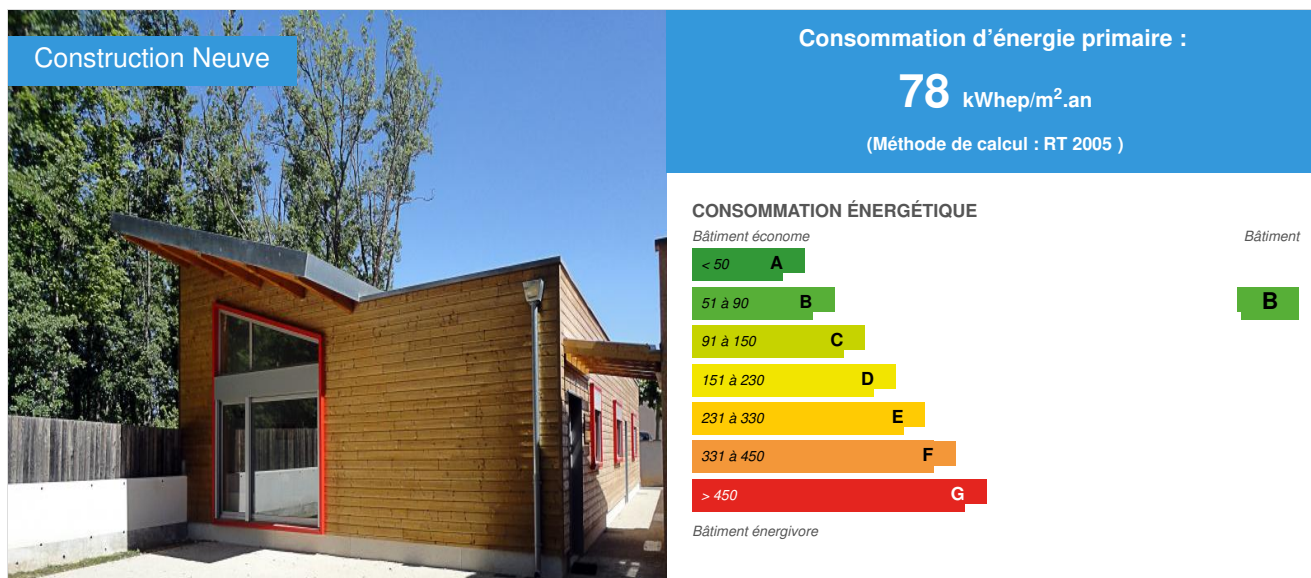 Construction Neuve
Consommation d'énergie primaire :
78 kWhep/m².an
(Méthode de calcul : RT 2005 )
CONSOMMATION ÉNERGÉTIQUE
Bâtiment économe Bâtiment
< 50 A
51 à 90 B B
91 à 150 C
151 à 230 D
231 à 330 E
331 à 450 F
> 450 G
Bâtiment énergivore